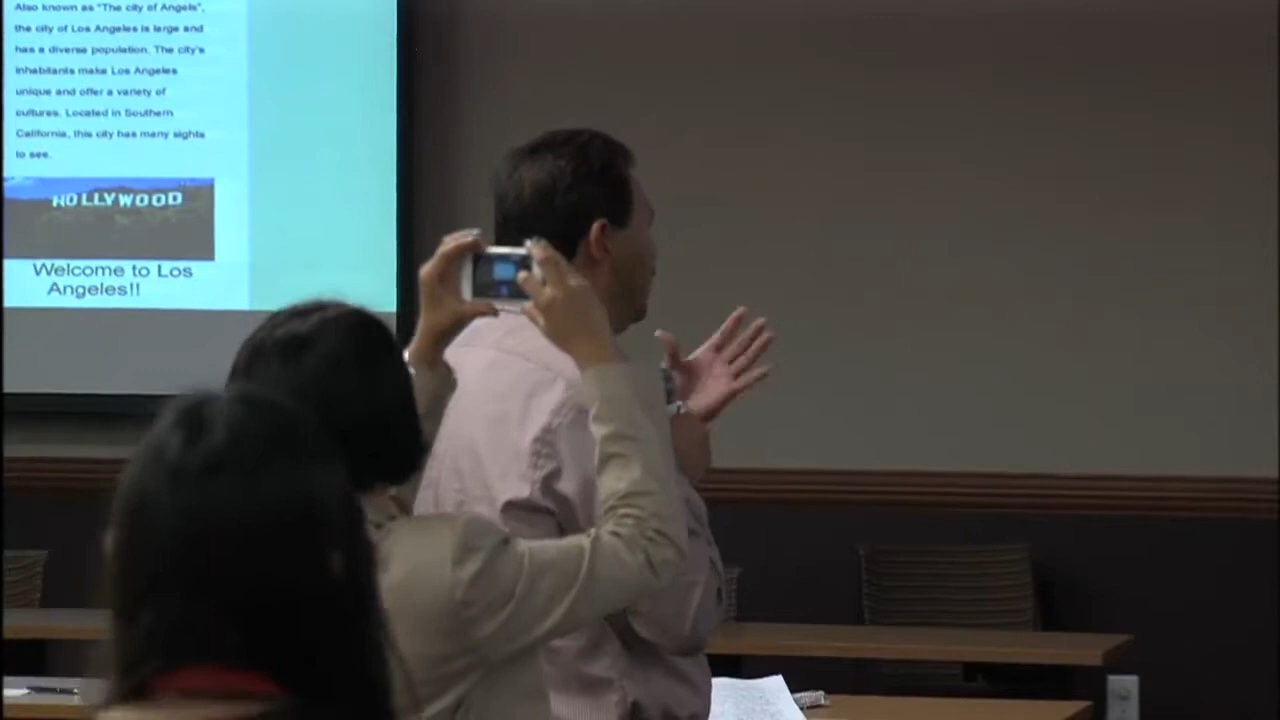 Also known as "The city of Angels",
the city of Los Angeles is large and
has a diverse population. The city's
inhabitants make Los Angeles
unique and offer a variety of
cultures. Located in Southern
California, this city has many sights
to see.
HOLLYWOOD
Welcome to Los
Angeles!!